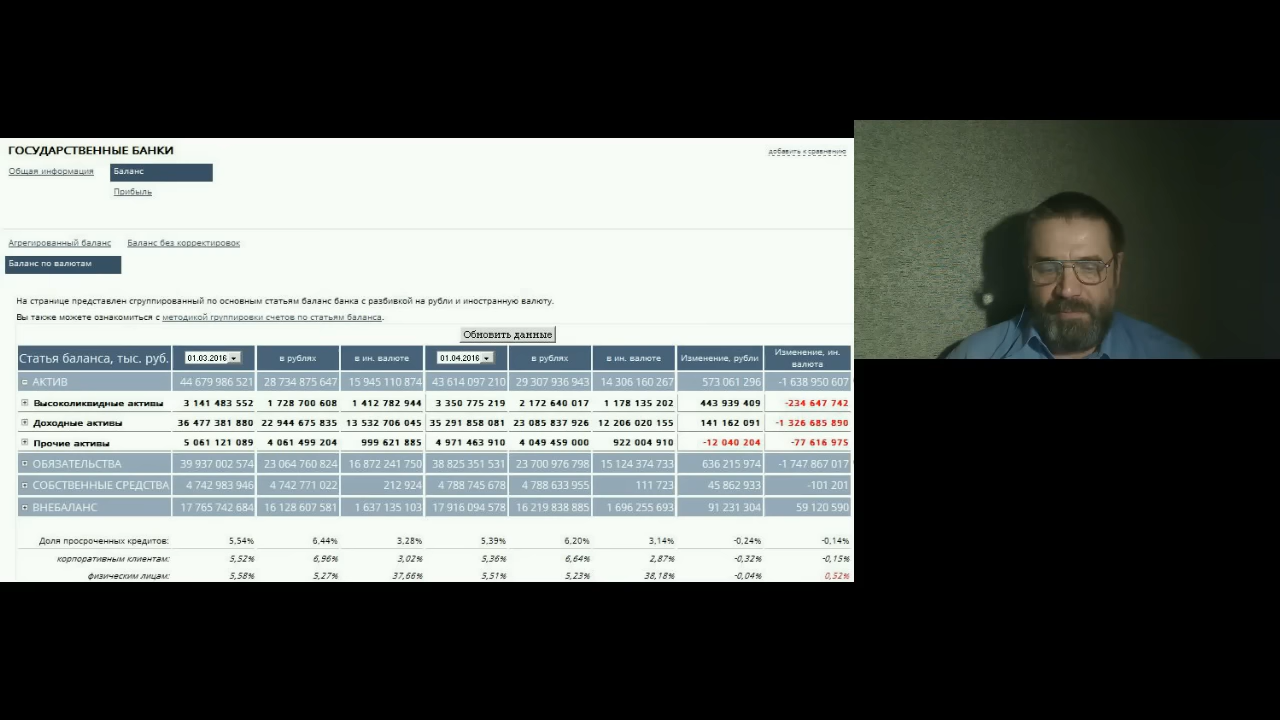 ГОСУДАРСТВЕННЫЕ БАНКИ
добавить к сравнению
Общая информация Баланс
Прибыль
Агрегированный баланс Баланс без корректировок
Баланс по валютам
На странице представлен сгруппированный по основным статьям баланс банка с разбивкой на рубли и иностранную валюту.
Вы также можете ознакомиться с методикой группировки счетов по статьям баланса.
Обновить данные
Статья баланса, тыс. руб. 01.03.2016 в рублях в ин. валюте 01.04.2016 в рублях в ин. валюте Изменение, рубли Изменение, ин. валюта
АКТИВ 44 679 986 521 28 734 875 647 15 945 110 874 43 614 097 210 29 307 936 943 14 306 160 267 573 061 296 -1 638 950 607
Высоколиквидные активы 3 141 483 552 1 728 700 608 1 412 782 944 3 350 775 219 2 172 640 017 1 178 135 202 443 939 409 -234 647 742
Доходные активы 36 477 381 880 22 944 675 835 13 532 706 045 35 291 858 081 23 085 837 926 12 206 020 155 141 162 091 -1 326 685 890
Прочие активы 5 061 121 089 4 061 499 204 999 621 885 4 971 463 910 4 049 459 000 922 004 910 -12 040 204 -77 616 975
ОБЯЗАТЕЛЬСТВА 39 937 002 574 23 064 760 824 16 872 241 750 38 825 351 531 23 700 976 798 15 124 374 733 636 215 974 -1 747 867 017
СОБСТВЕННЫЕ СРЕДСТВА 4 742 983 946 4 742 771 022 212 924 4 788 745 678 4 788 633 955 111 723 45 862 933 -101 201
ВНЕБАЛАНС 17 765 742 684 16 128 607 581 1 637 135 103 17 916 094 578 16 219 838 885 1 696 255 693 91 231 304 59 120 590
Доля просроченных кредитов: 5,54% 6,44% 3,28% 5,39% 6,20% 3,14% -0,24% -0,14%
корпоративным клиентам: 5,52% 6,96% 3,02% 5,36% 6,64% 2,87% -0,32% -0,15%
физическим лицам: 5,58% 5,27% 37,66% 5,51% 5,23% 38,18% -0,04% 0,52%